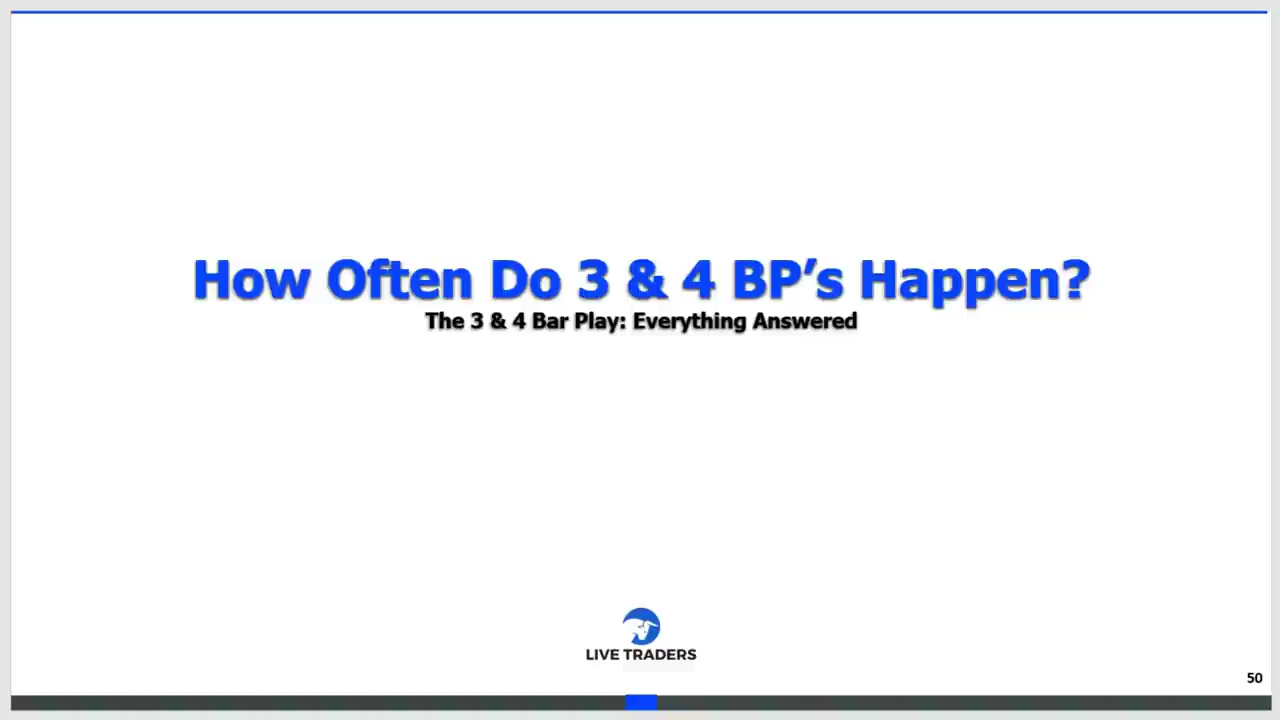 How Often Do 3 & 4 BP’s Happen?
The 3 & 4 Bar Play: Everything Answered
LIVE TRADERS
50